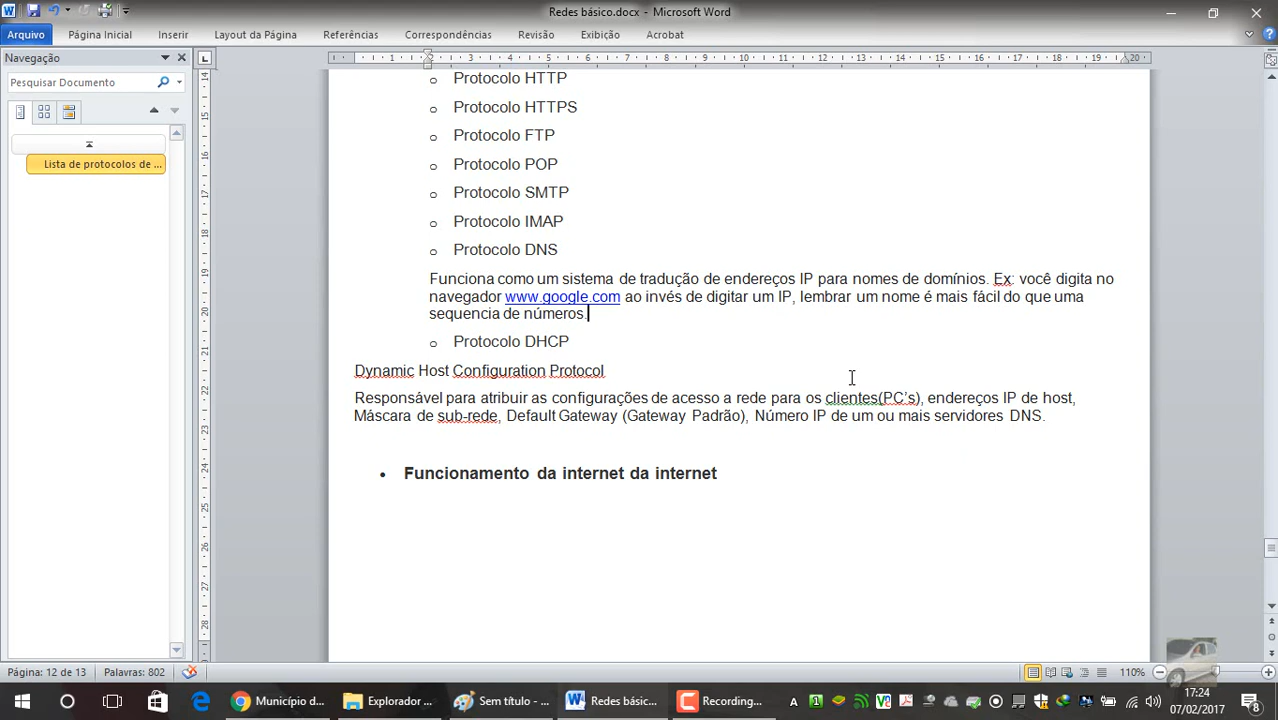 Redes básico.docx - Microsoft Word
Arquivo Página Inicial Inserir Layout da Página Referências Correspondências Revisão Exibição Acrobat
Navegação
Pesquisar Documento
Lista de protocolos de ...
Protocolo HTTP
Protocolo HTTPS
Protocolo FTP
Protocolo POP
Protocolo SMTP
Protocolo IMAP
Protocolo DNS
Funciona como um sistema de tradução de endereços IP para nomes de domínios. Ex: você digita no
navegador www.google.com ao invés de digitar um IP, lembrar um nome é mais fácil do que uma
sequencia de números.
Protocolo DHCP
Dynamic Host Configuration Protocol
Responsável para atribuir as configurações de acesso a rede para os clientes(PC's), endereços IP de host,
Máscara de sub-rede, Default Gateway (Gateway Padrão), Número IP de um ou mais servidores DNS.
• Funcionamento da internet da internet
Página: 12 de 13 Palavras: 802 110%
Município d... Explorador ... Sem título - ... Redes básic... Recording... 17:24
07/02/2017